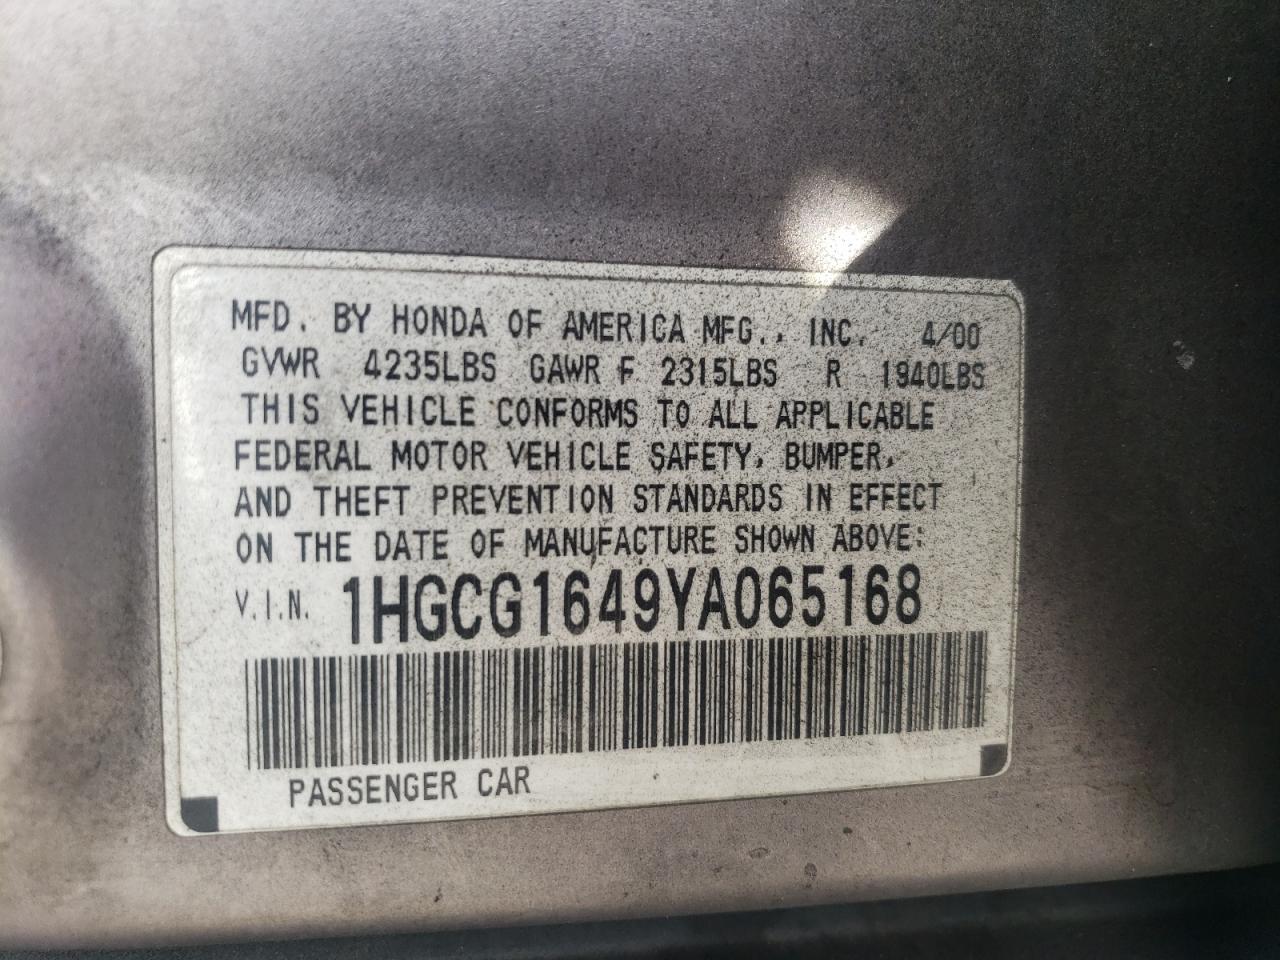 MFD. BY HONDA OF AMERICA MFG., INC. 4/00
GVWR 4235LBS GAWR F 2315LBS R 1940LBS
THIS VEHICLE CONFORMS TO ALL APPLICABLE
FEDERAL MOTOR VEHICLE SAFETY, BUMPER,
AND THEFT PREVENTION STANDARDS IN EFFECT
ON THE DATE OF MANUFACTURE SHOWN ABOVE:
V.I.N. 1HGCG1649YA065168
PASSENGER CAR